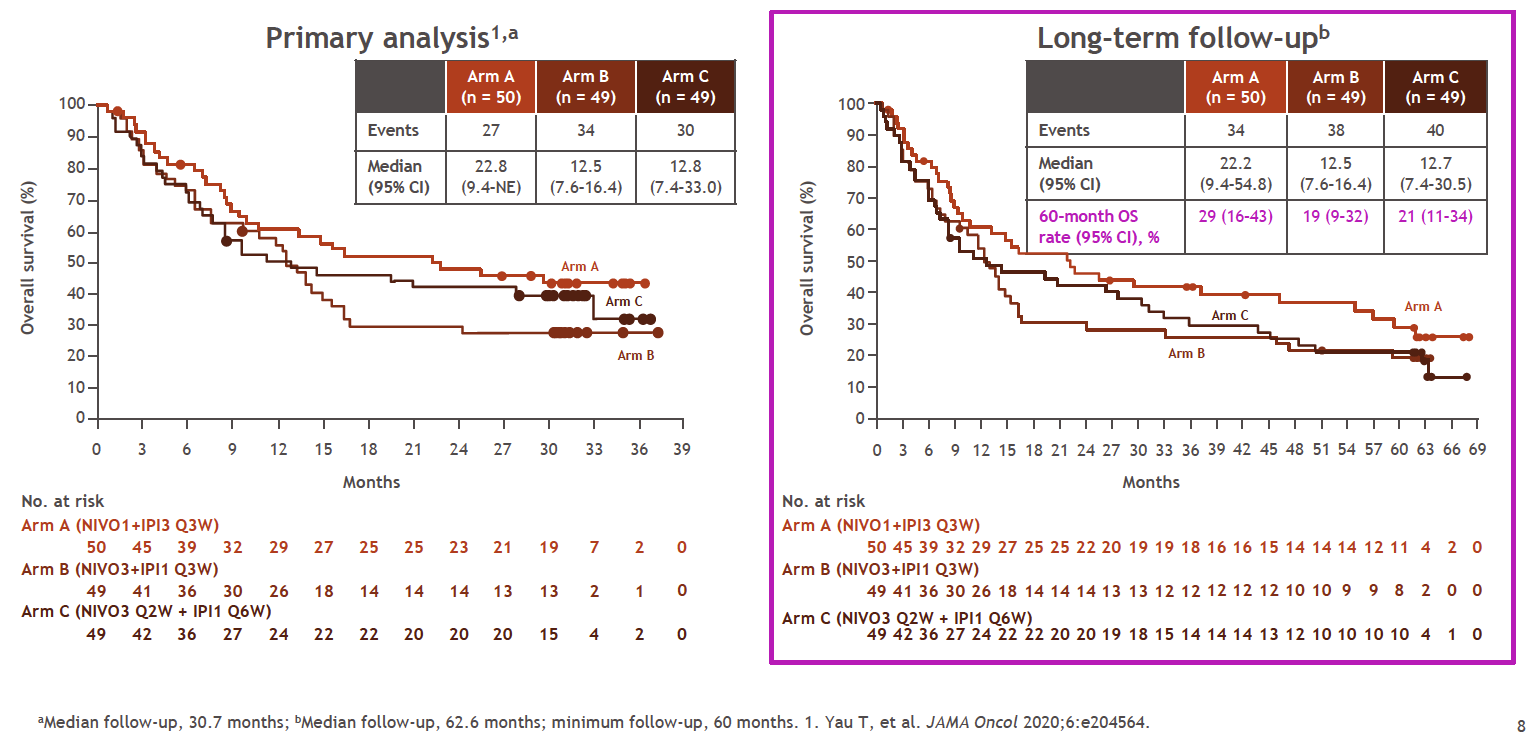 Primary analysis1,a
Arm A
(n = 50)
Arm B
(n = 49)
Arm C
(n = 49)
Events
27
34
30
Median
(95% CI)
22.8
(9.4-NE)
12.5
(7.6-16.4)
12.8
(7.4-33.0)
Overall survival (%)
100
90
80
70
60
50
40
30
20
10
0
Arm A
Arm C
Arm B
0 3 6 9 12 15 18 21 24 27 30 33 36 39
Months
No. at risk
Arm A (NIVO1+IPI3 Q3W)
50 45 39 32 29 27 25 25 23 21 19 7 2 0
Arm B (NIVO3+IPI1 Q3W)
49 41 36 30 26 18 14 14 14 13 13 2 1 0
Arm C (NIVO3 Q2W + IPI1 Q6W)
49 42 36 27 24 22 22 20 20 20 15 4 2 0
Long-term follow-upb
Arm A
(n = 50)
Arm B
(n = 49)
Arm C
(n = 49)
Events
34
38
40
Median
(95% CI)
22.2
(9.4-54.8)
12.5
(7.6-16.4)
12.7
(7.4-30.5)
60-month OS
rate (95% CI), %
29 (16-43)
19 (9-32)
21 (11-34)
Overall survival (%)
100
90
80
70
60
50
40
30
20
10
0
Arm A
Arm C
Arm B
0 3 6 9 12 15 18 21 24 27 30 33 36 39 42 45 48 51 54 57 60 63 66 69
Months
No. at risk
Arm A (NIVO1+IPI3 Q3W)
50 45 39 32 29 27 25 25 22 20 19 19 18 16 16 15 14 14 14 12 11 4 2 0
Arm B (NIVO3+IPI1 Q3W)
49 41 36 30 26 18 14 14 14 13 13 12 12 12 12 12 10 10 9 9 8 2 0 0
Arm C (NIVO3 Q2W + IPI1 Q6W)
49 42 36 27 24 22 22 20 20 19 18 15 14 14 14 13 12 10 10 10 10 4 1 0
aMedian follow-up, 30.7 months; bMedian follow-up, 62.6 months; minimum follow-up, 60 months. 1. Yau T, et al. JAMA Oncol 2020;6:e204564.
8